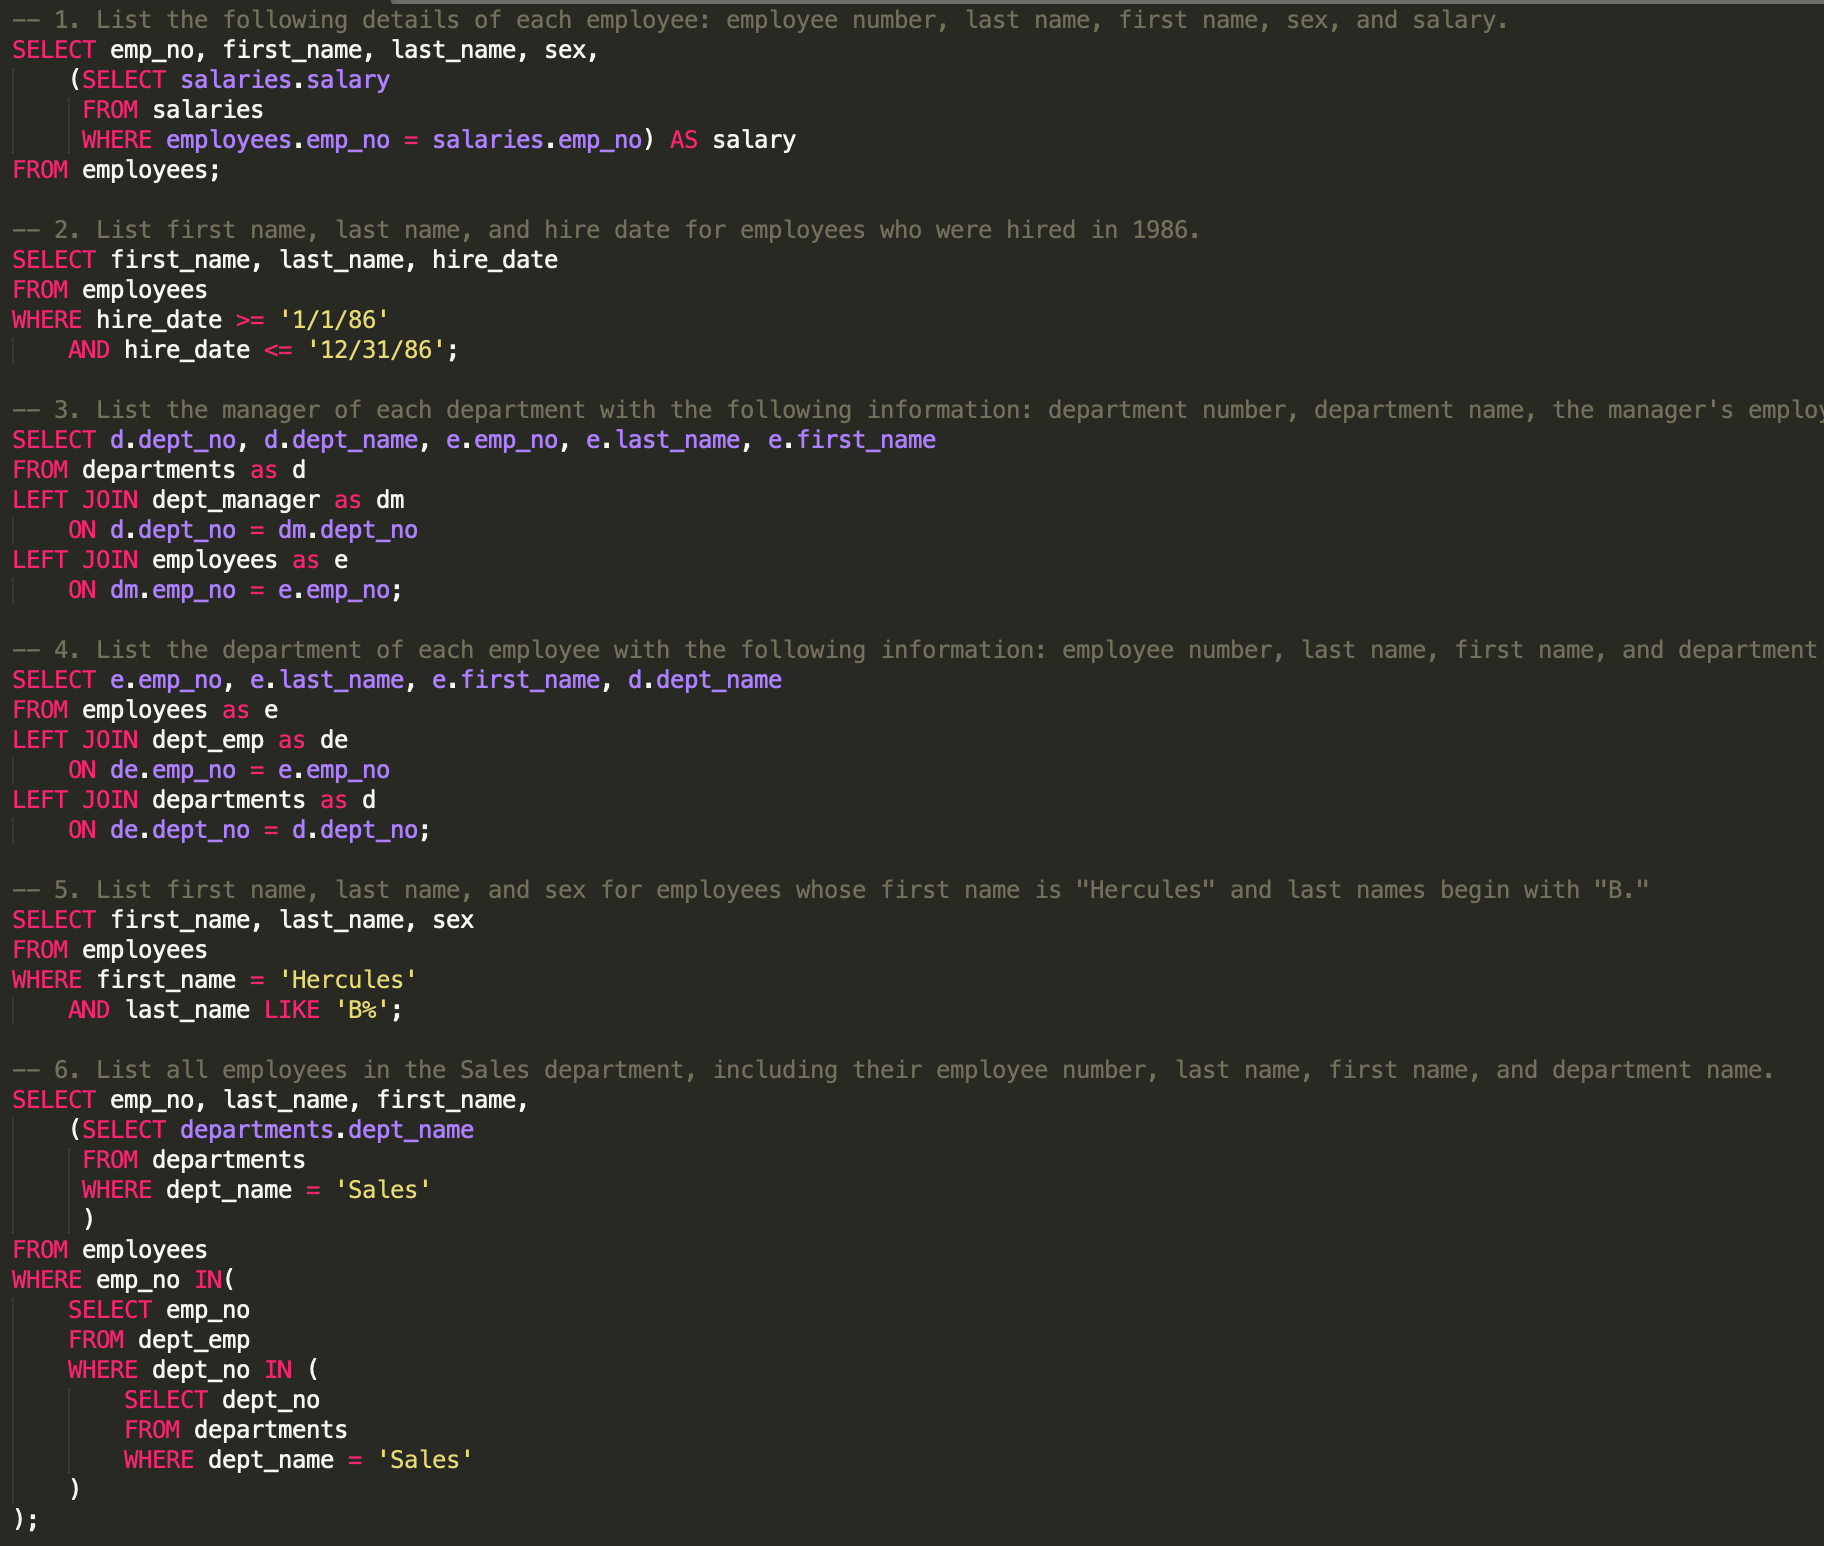 -- 1. List the following details of each employee: employee number, last name, first name, sex, and salary.
SELECT emp_no, first_name, last_name, sex,
    (SELECT salaries.salary
     FROM salaries
     WHERE employees.emp_no = salaries.emp_no) AS salary
FROM employees;

-- 2. List first name, last name, and hire date for employees who were hired in 1986.
SELECT first_name, last_name, hire_date
FROM employees
WHERE hire_date >= '1/1/86'
    AND hire_date <= '12/31/86';

-- 3. List the manager of each department with the following information: department number, department name, the manager's
SELECT d.dept_no, d.dept_name, e.emp_no, e.last_name, e.first_name
FROM departments as d
LEFT JOIN dept_manager as dm
    ON d.dept_no = dm.dept_no
LEFT JOIN employees as e
    ON dm.emp_no = e.emp_no;

-- 4. List the department of each employee with the following information: employee number, last name, first name, and department
SELECT e.emp_no, e.last_name, e.first_name, d.dept_name
FROM employees as e
LEFT JOIN dept_emp as de
    ON de.emp_no = e.emp_no
LEFT JOIN departments as d
    ON de.dept_no = d.dept_no;

-- 5. List first name, last name, and sex for employees whose first name is "Hercules" and last names begin with "B."
SELECT first_name, last_name, sex
FROM employees
WHERE first_name = 'Hercules'
    AND last_name LIKE 'B%';

-- 6. List all employees in the Sales department, including their employee number, last name, first name, and department name.
SELECT emp_no, last_name, first_name,
    (SELECT departments.dept_name
     FROM departments
     WHERE dept_name = 'Sales'
     )
FROM employees
WHERE emp_no IN(
    SELECT emp_no
    FROM dept_emp
    WHERE dept_no IN (
        SELECT dept_no
        FROM departments
        WHERE dept_name = 'Sales'
    )
);